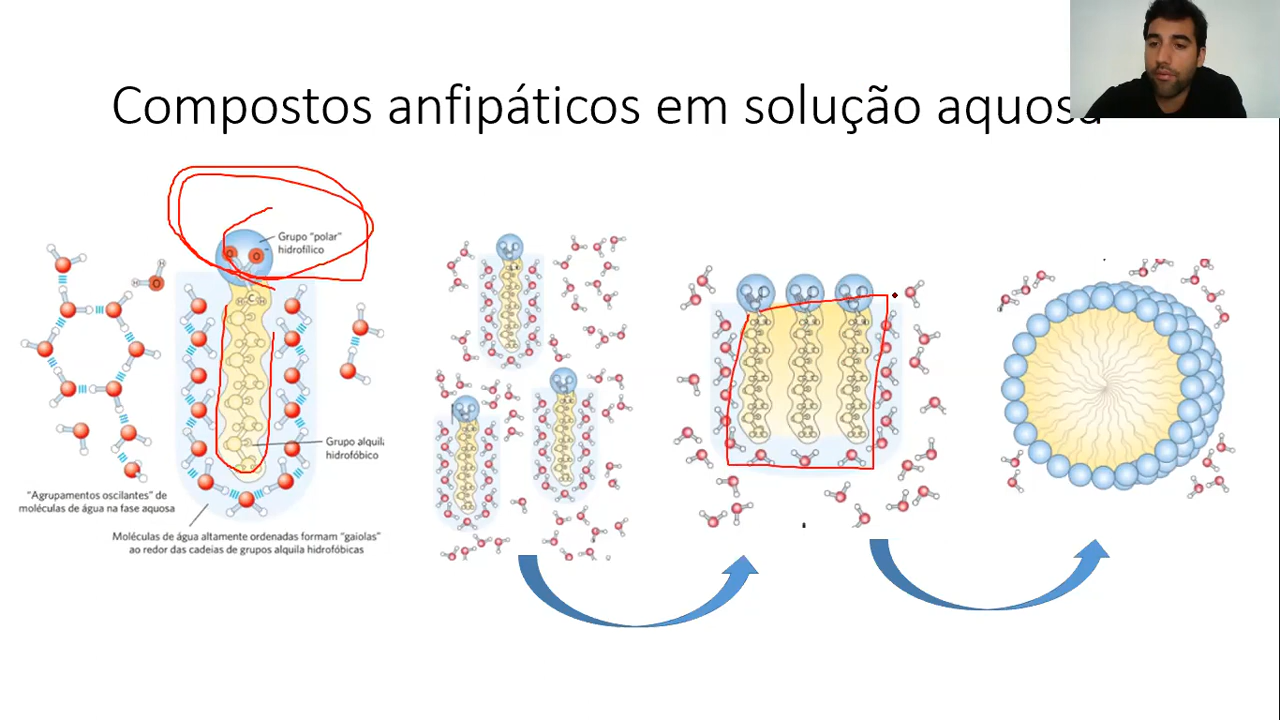 Compostos anfipáticos em solução aquosa
Grupo "polar"
hidrofílico
Grupo alquila
hidrofóbico
"Agrupamentos oscilantes" de
moléculas de água na fase aquosa
Moléculas de água altamente ordenadas formam "gaiolas"
ao redor das cadeias de grupos alquila hidrofóbicas